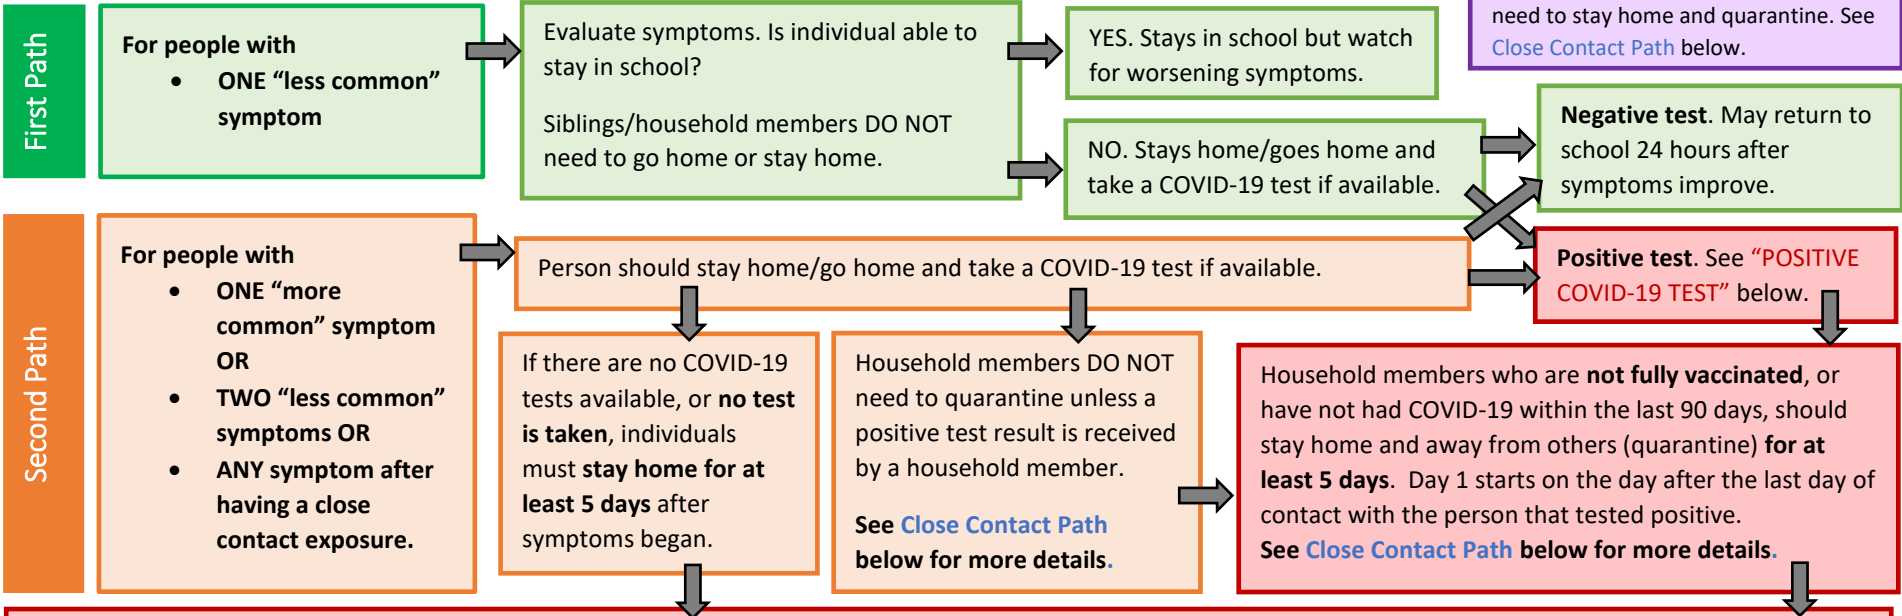 need to stay home and quarantine. See
Close Contact Path below.
First Path
For people with
• ONE “less common”
symptom
Evaluate symptoms. Is individual able to
stay in school?
Siblings/household members DO NOT
need to go home or stay home.
YES. Stays in school but watch
for worsening symptoms.
NO. Stays home/goes home and
take a COVID-19 test if available.
Negative test. May return to
school 24 hours after
symptoms improve.
Second Path
For people with
• ONE “more
common” symptom
OR
• TWO “less common”
symptoms OR
• ANY symptom after
having a close
contact exposure.
Person should stay home/go home and take a COVID-19 test if available.
Positive test. See “POSITIVE
COVID-19 TEST” below.
If there are no COVID-19
tests available, or no test
is taken, individuals
must stay home for at
least 5 days after
symptoms began.
Household members DO NOT
need to quarantine unless a
positive test result is received
by a household member.
See Close Contact Path
below for more details.
Household members who are not fully vaccinated, or
have not had COVID-19 within the last 90 days, should
stay home and away from others (quarantine) for at
least 5 days. Day 1 starts on the day after the last day of
contact with the person that tested positive.
See Close Contact Path below for more details.